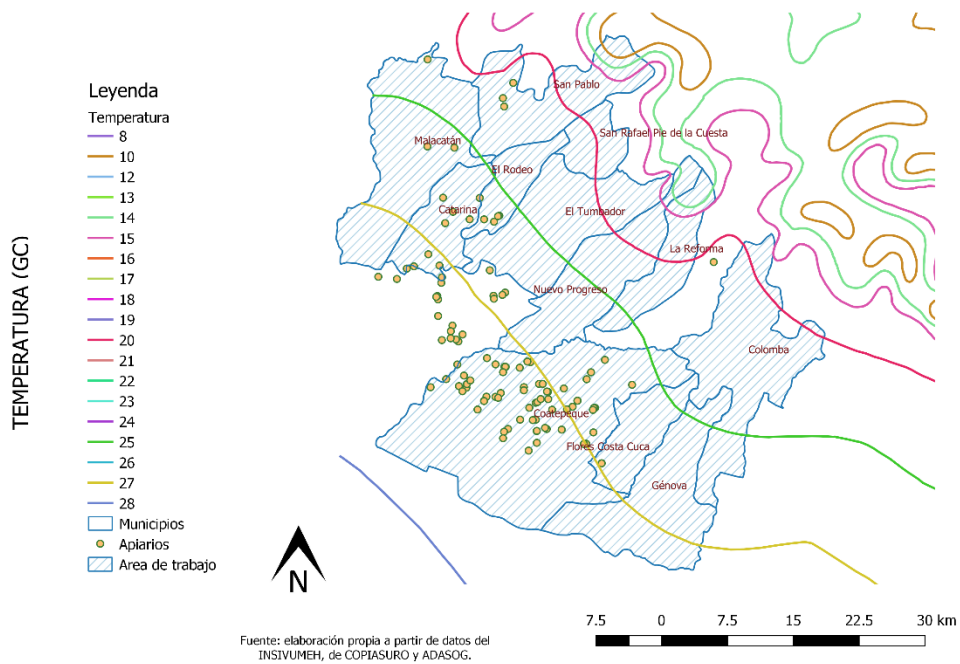 TEMPERATURA (GC)
Leyenda
Temperatura
8
10
12
13
14
15
16
17
18
19
20
21
22
23
24
25
26
27
28
Municipios
Apiarios
Area de trabajo
San Pablo
San Rafael Pie de la Cuesta
Malacatán
El Rodeo
Catarina
El Tumbador
La Reforma
Nuevo Progreso
Colomba
Coatepeque
Flores Costa Cuca
Génova
N
7.5 0 7.5 15 22.5 30 km
Fuente: elaboración propia a partir de datos del
INSIVUMEH, de COPIASURO y ADASOG.